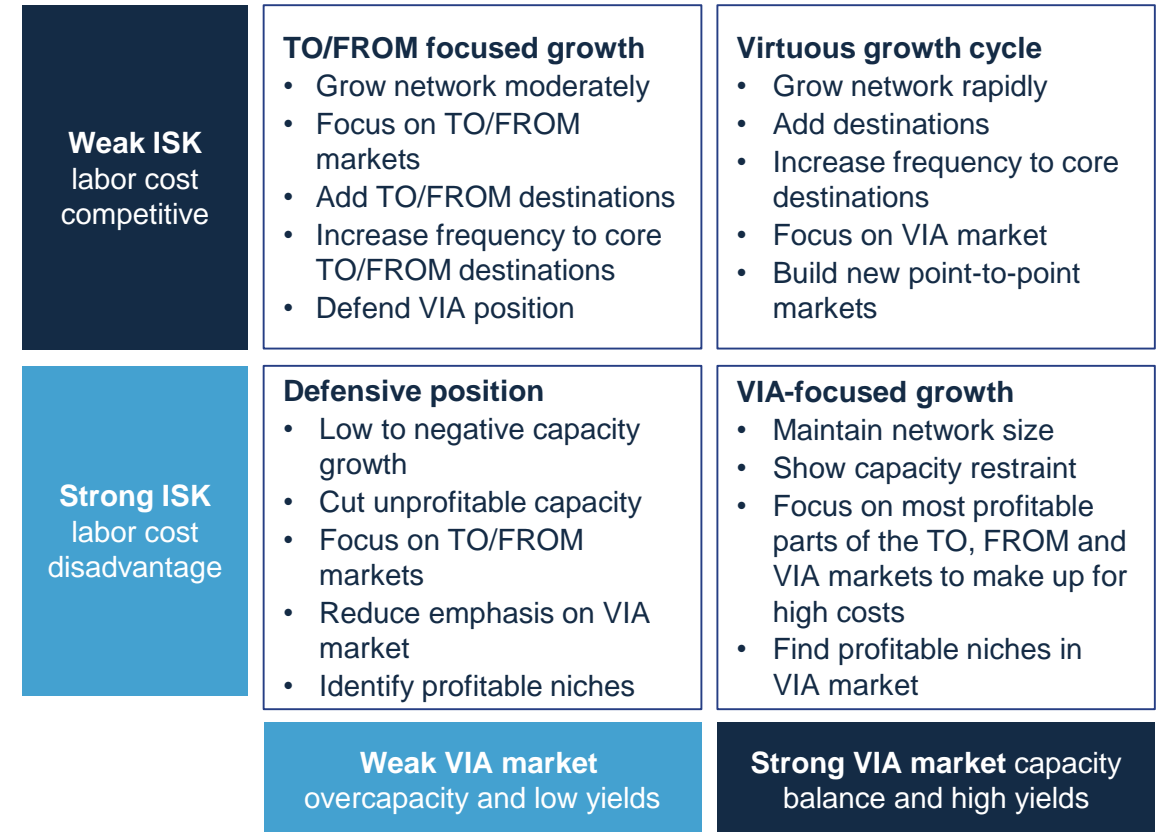 Weak ISK
labor cost
competitive
TO/FROM focused growth
• Grow network moderately
• Focus on TO/FROM
markets
• Add TO/FROM destinations
• Increase frequency to core
TO/FROM destinations
• Defend VIA position
Virtuous growth cycle
• Grow network rapidly
• Add destinations
• Increase frequency to core
destinations
• Focus on VIA market
• Build new point-to-point
markets
Strong ISK
labor cost
disadvantage
Defensive position
• Low to negative capacity
growth
• Cut unprofitable capacity
• Focus on TO/FROM
markets
• Reduce emphasis on VIA
market
• Identify profitable niches
VIA-focused growth
• Maintain network size
• Show capacity restraint
• Focus on most profitable
parts of the TO, FROM and
VIA markets to make up for
high costs
• Find profitable niches in
VIA market
Weak VIA market
overcapacity and low yields
Strong VIA market capacity
balance and high yields